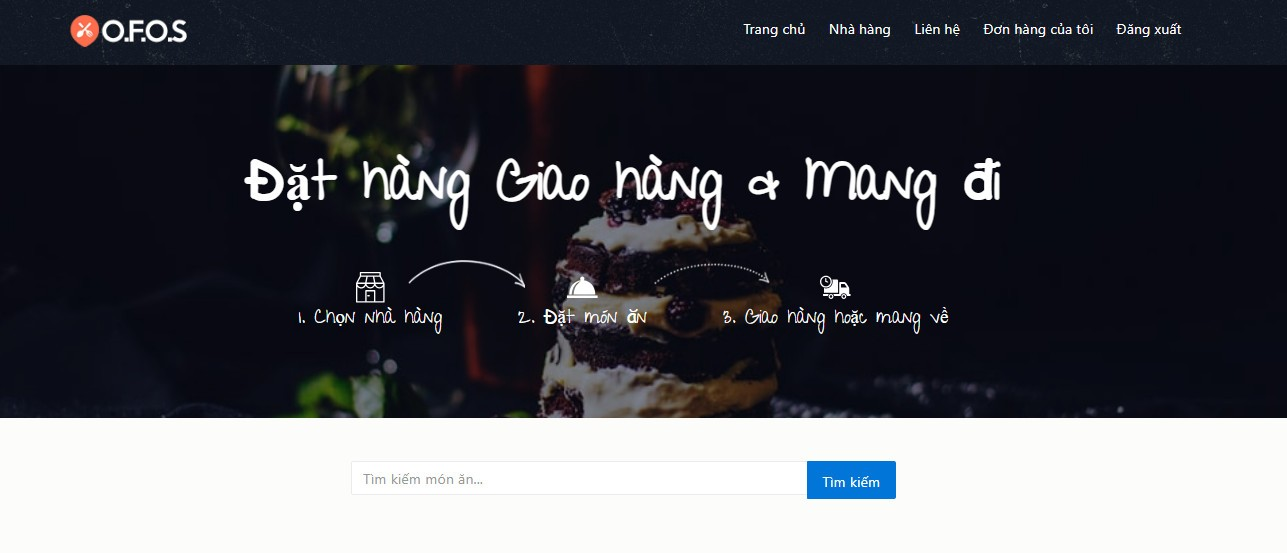 O.F.O.S
Trang chủ Nhà hàng Liên hệ Đơn hàng của tôi Đăng xuất
Đặt hàng Giao hàng & Mang đi
1. Chọn nhà hàng 2. Đặt món ăn 3. Giao hàng hoặc mang về
Tìm kiếm món ăn... Tìm kiếm